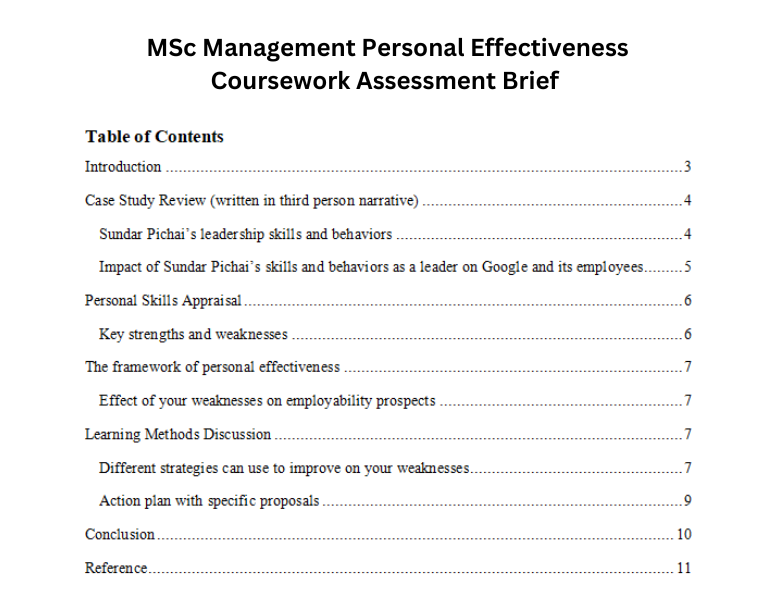 MSc Management Personal Effectiveness
Coursework Assessment Brief
Table of Contents
Introduction ........................................................................................................................3
Case Study Review (written in third person narrative) ............................................................4
Sundar Pichai’s leadership skills and behaviors ..................................................................4
Impact of Sundar Pichai’s skills and behaviors as a leader on Google and its employees.........5
Personal Skills Appraisal ......................................................................................................6
Key strengths and weaknesses ...........................................................................................6
The framework of personal effectiveness ...............................................................................7
Effect of your weaknesses on employability prospects ........................................................7
Learning Methods Discussion ...............................................................................................7
Different strategies can use to improve on your weaknesses.................................................7
Action plan with specific proposals ....................................................................................9
Conclusion.........................................................................................................................10
Reference...........................................................................................................................11